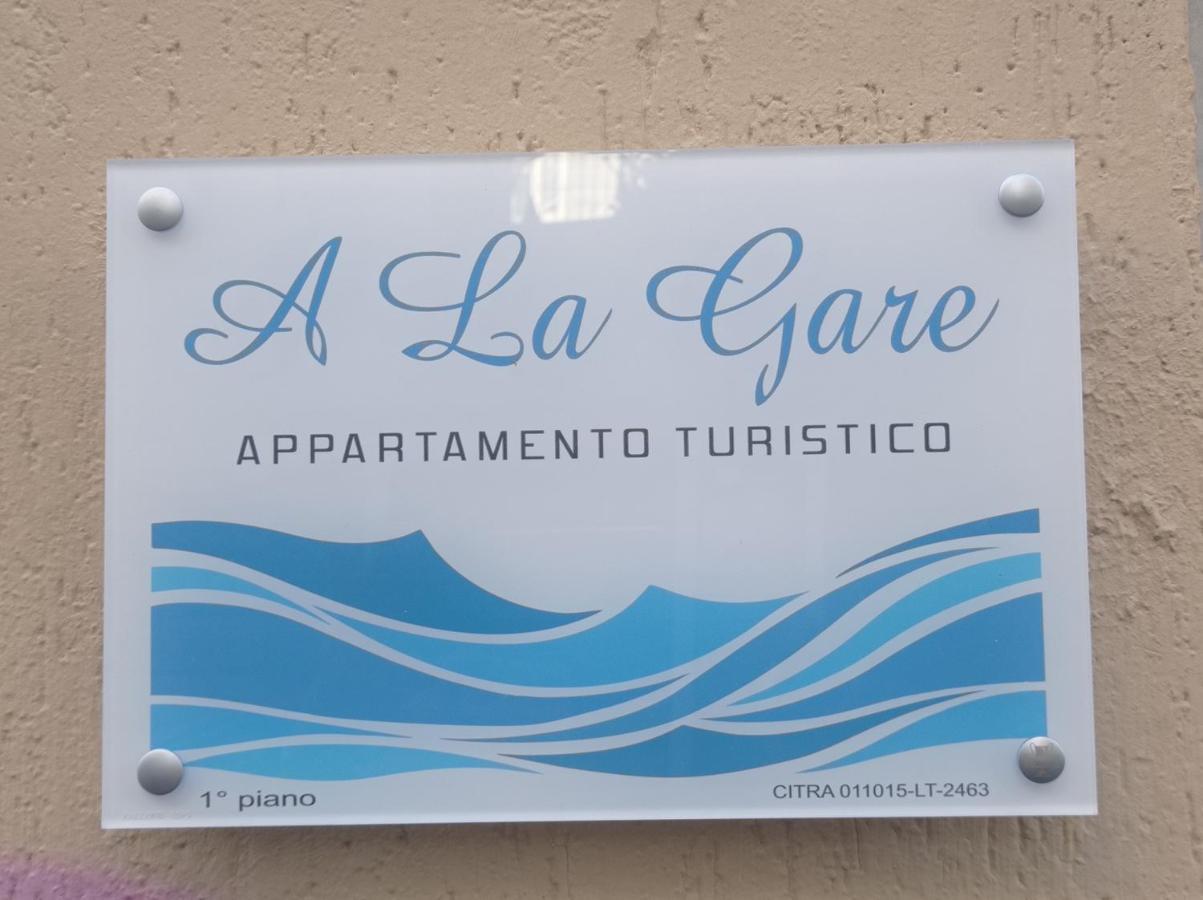 A La Gare
APPARTAMENTO TURISTICO
1° piano
CITRA 011015-LT-2463